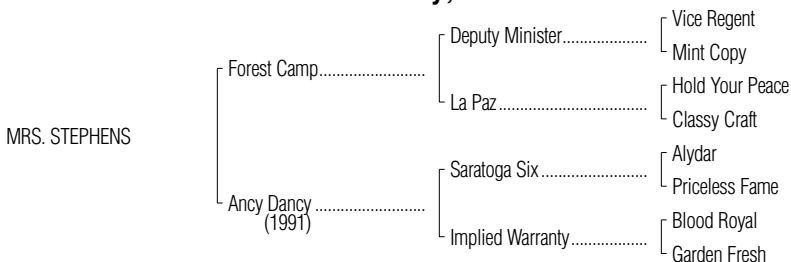 Vice Regent
Deputy Minister...................
Mint Copy
Forest Camp........................
Hold Your Peace
La Paz.................................
Classy Craft
MRS. STEPHENS
Alydar
Saratoga Six.......................
Priceless Fame
Ancy Dancy.........................
(1991)
Blood Royal
Implied Warranty.................
Garden Fresh